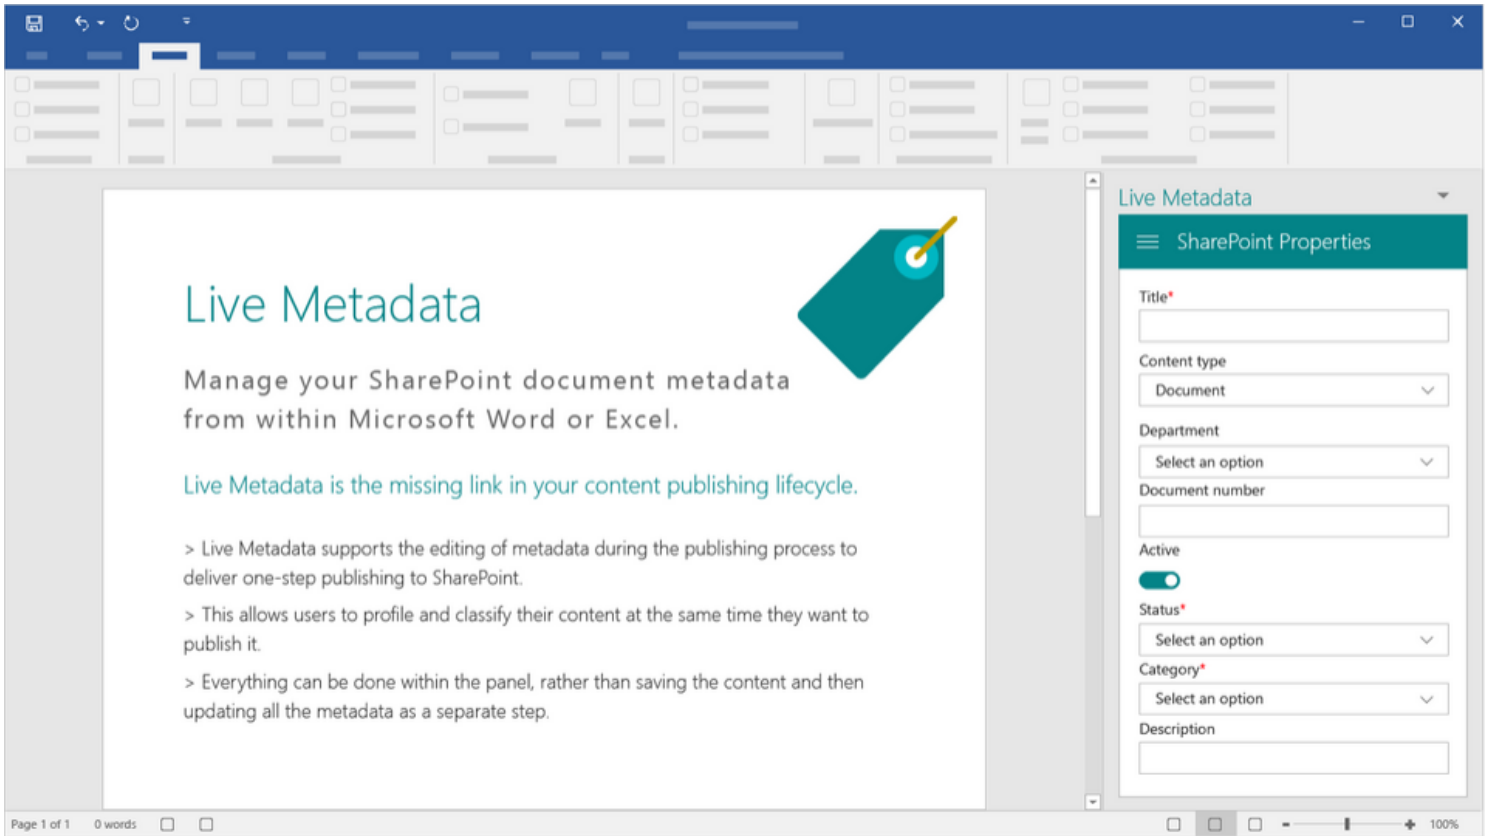 Live Metadata
Manage your SharePoint document metadata
from within Microsoft Word or Excel.
Live Metadata is the missing link in your content publishing lifecycle.
> Live Metadata supports the editing of metadata during the publishing process to
deliver one-step publishing to SharePoint.
> This allows users to profile and classify their content at the same time they want to
publish it.
> Everything can be done within the panel, rather than saving the content and then
updating all the metadata as a separate step.
Live Metadata
SharePoint Properties
Title*
Content type
Document
Department
Select an option
Document number
Active
Status*
Select an option
Category*
Select an option
Description
Page 1 of 1 0 words
100%